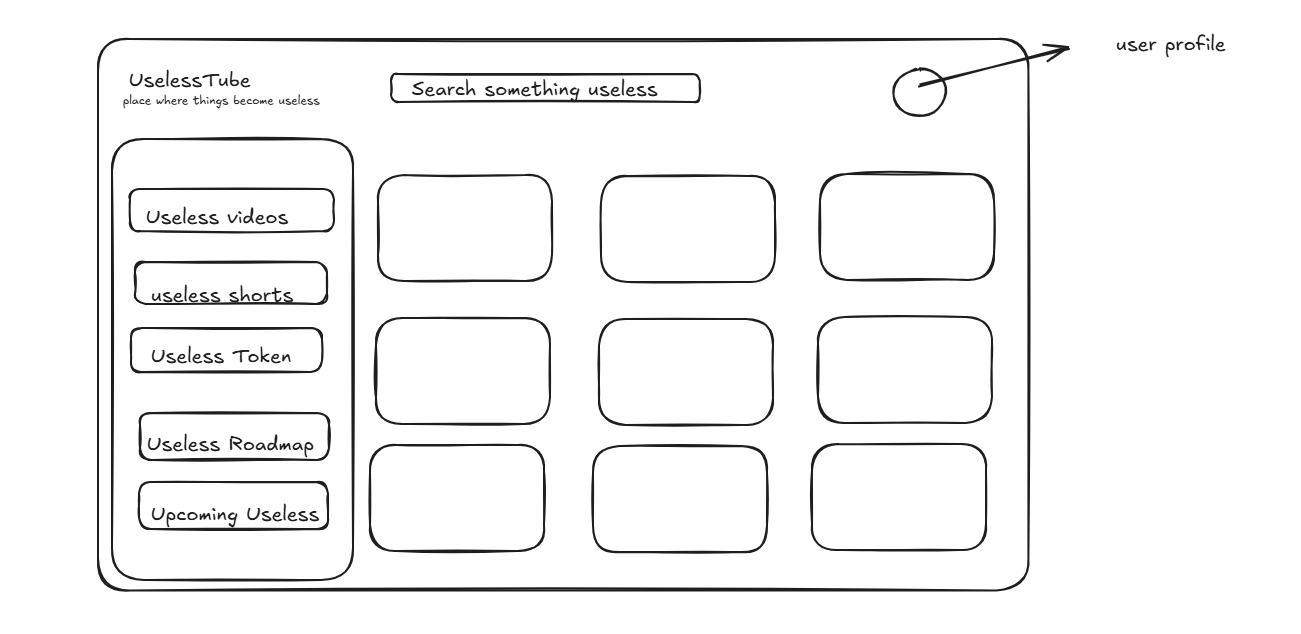 UselessTube
place where things become useless
Search something useless
user profile
Useless videos
useless shorts
Useless Token
Useless Roadmap
Upcoming Useless